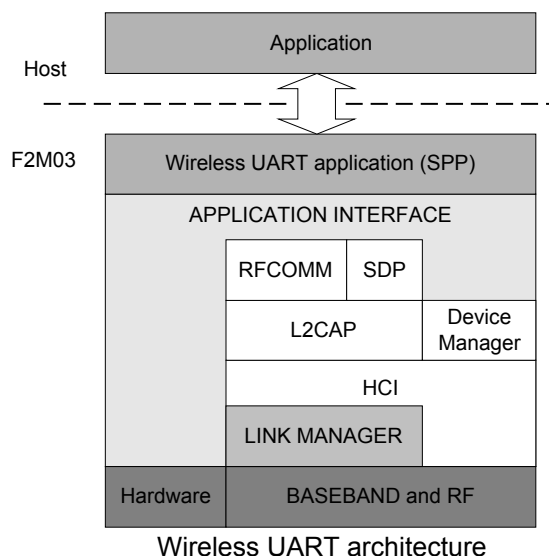 Application
Host
F2M03
Wireless UART application (SPP)
APPLICATION INTERFACE
RFCOMM
SDP
L2CAP
Device
Manager
HCI
LINK MANAGER
Hardware
BASEBAND and RF
Wireless UART architecture